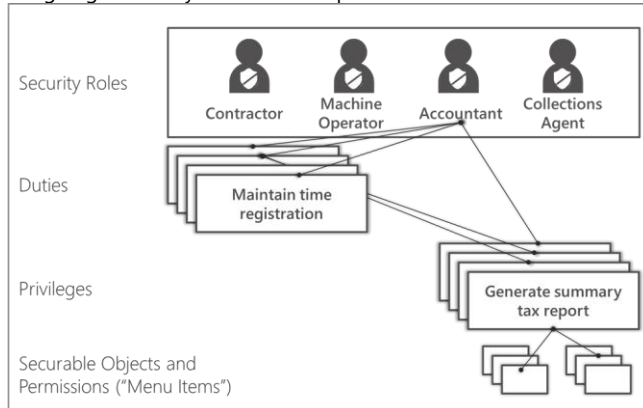 Security Roles
Contractor
Machine
Operator
Accountant
Collections
Agent
Duties
Maintain time
registration
Privileges
Generate summary
tax report
Securable Objects and
Permissions ("Menu Items")